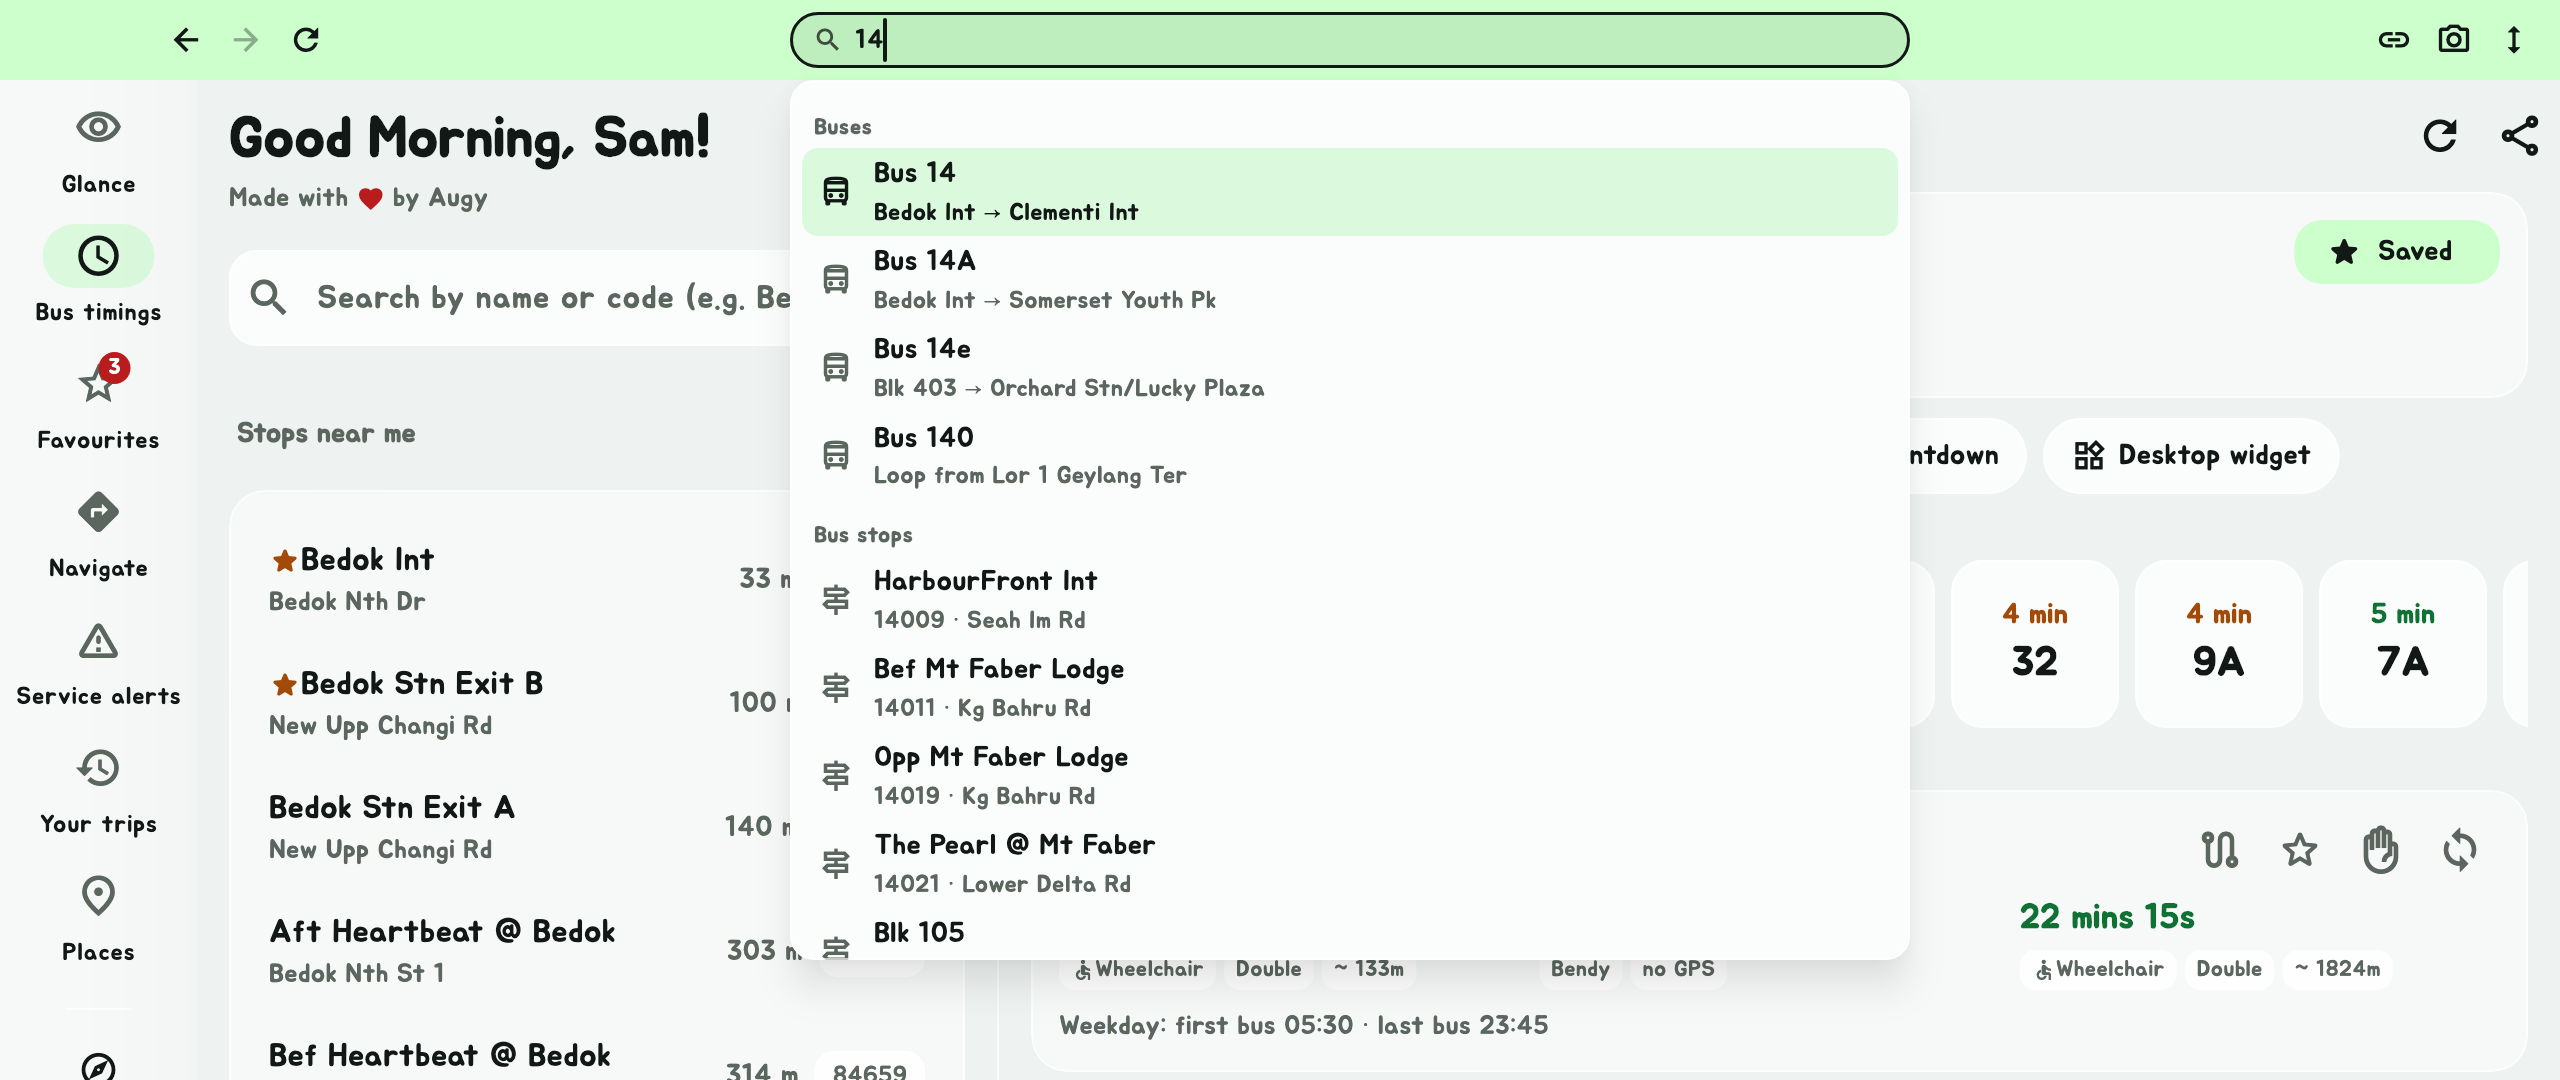 14
Glance
Bus timings
3
Favourites
Navigate
Service alerts
Your trips
Places
Good Morning, Sam!
Made with ❤ by Augy
Search by name or code (e.g. Be
Stops near me
Bedok Int
Bedok Nth Dr
33
Bedok Stn Exit B
New Upp Changi Rd
100
Bedok Stn Exit A
New Upp Changi Rd
140
Aft Heartbeat @ Bedok
Bedok Nth St 1
303 m
Bef Heartbeat @ Bedok
314 m
84659
Buses
Bus 14
Bedok Int → Clementi Int
Bus 14A
Bedok Int → Somerset Youth Pk
Bus 14e
Blk 403 → Orchard Stn/Lucky Plaza
Bus 140
Loop from Lor 1 Geylang Ter
Bus stops
HarbourFront Int
14009 · Seah Im Rd
Bef Mt Faber Lodge
14011 · Kg Bahru Rd
Opp Mt Faber Lodge
14019 · Kg Bahru Rd
The Pearl @ Mt Faber
14021 · Lower Delta Rd
Blk 105
Saved
ntdown
Desktop widget
4 min
32
4 min
9A
5 min
7A
22 mins 15s
Wheelchair Double ~ 133m
Bendy no GPS
Wheelchair Double ~ 1824m
Weekday: first bus 05:30 · last bus 23:45